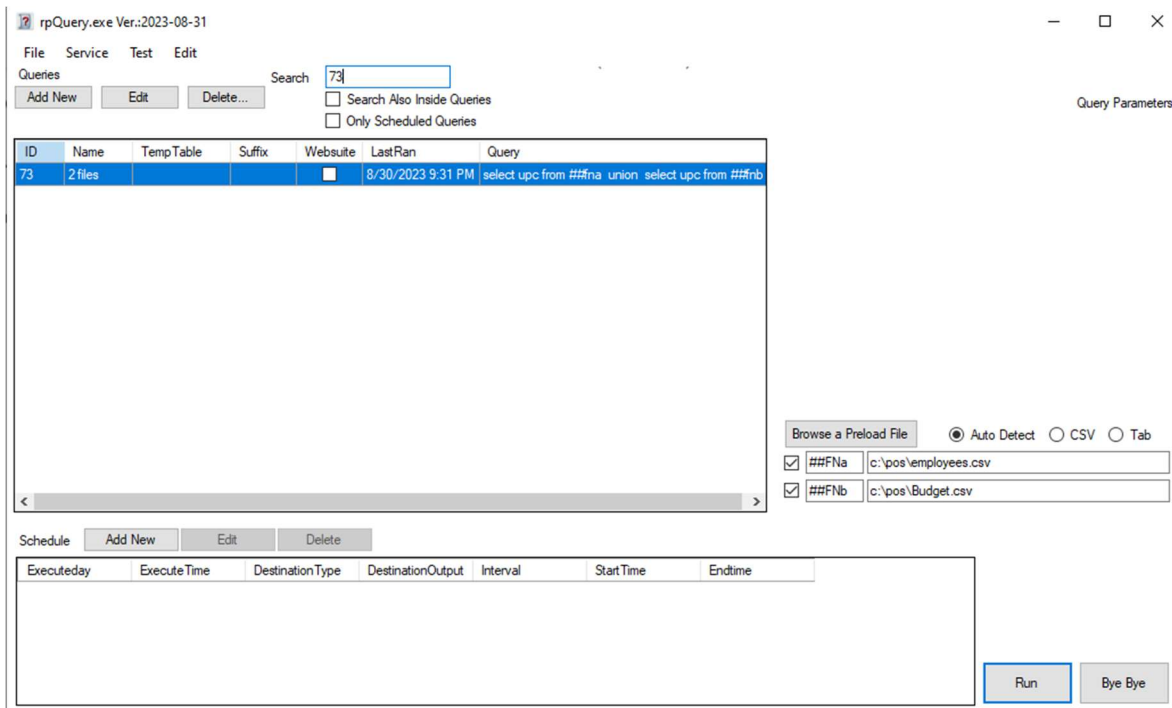 rpQuery.exe Ver.:2023-08-31
File Service Test Edit
Queries
Search 73
Add New Edit Delete...
Search Also Inside Queries
Only Scheduled Queries
Query Parameters
ID Name TempTable Suffix Websuite LastRan Query
73 2 files 8/30/2023 9:31 PM select upc from ##fna union select upc from ##fnb
Browse a Preload File Auto Detect CSV Tab
##FNa c:\pos\employees.csv
##FNb c:\pos\Budget.csv
Schedule Add New Edit Delete
Executeday ExecuteTime DestinationType DestinationOutput Interval StartTime Endtime
Run Bye Bye